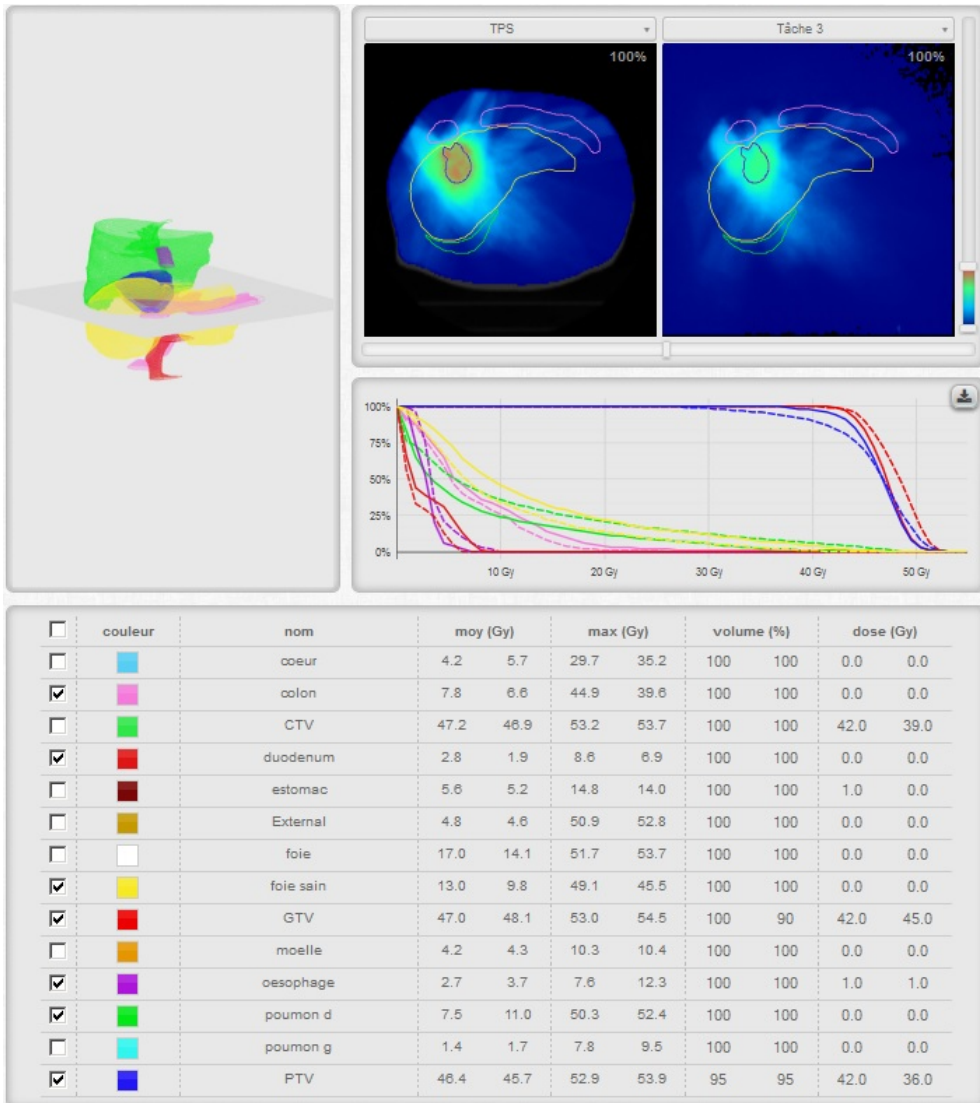 TPS Tâche 3
100% 100%
100%
75%
50%
25%
0%
10 Gy 20 Gy 30 Gy 40 Gy 50 Gy
couleur nom moy (Gy) max (Gy) volume (%) dose (Gy)
coeur 4.2 5.7 29.7 35.2 100 100 0.0 0.0
colon 7.8 6.6 44.9 39.6 100 100 0.0 0.0
CTV 47.2 46.9 53.2 53.7 100 100 42.0 39.0
duodenum 2.8 1.9 8.6 6.9 100 100 0.0 0.0
estomac 5.6 5.2 14.8 14.0 100 100 1.0 0.0
External 4.8 4.6 50.9 52.8 100 100 0.0 0.0
foie 17.0 14.1 51.7 53.7 100 100 0.0 0.0
foie sain 13.0 9.8 49.1 45.5 100 100 0.0 0.0
GTV 47.0 48.1 53.0 54.5 100 90 42.0 45.0
moelle 4.2 4.3 10.3 10.4 100 100 0.0 0.0
oesophage 2.7 3.7 7.6 12.3 100 100 1.0 1.0
poumon d 7.5 11.0 50.3 52.4 100 100 0.0 0.0
poumon g 1.4 1.7 7.8 9.5 100 100 0.0 0.0
PTV 46.4 45.7 52.9 53.9 95 95 42.0 36.0